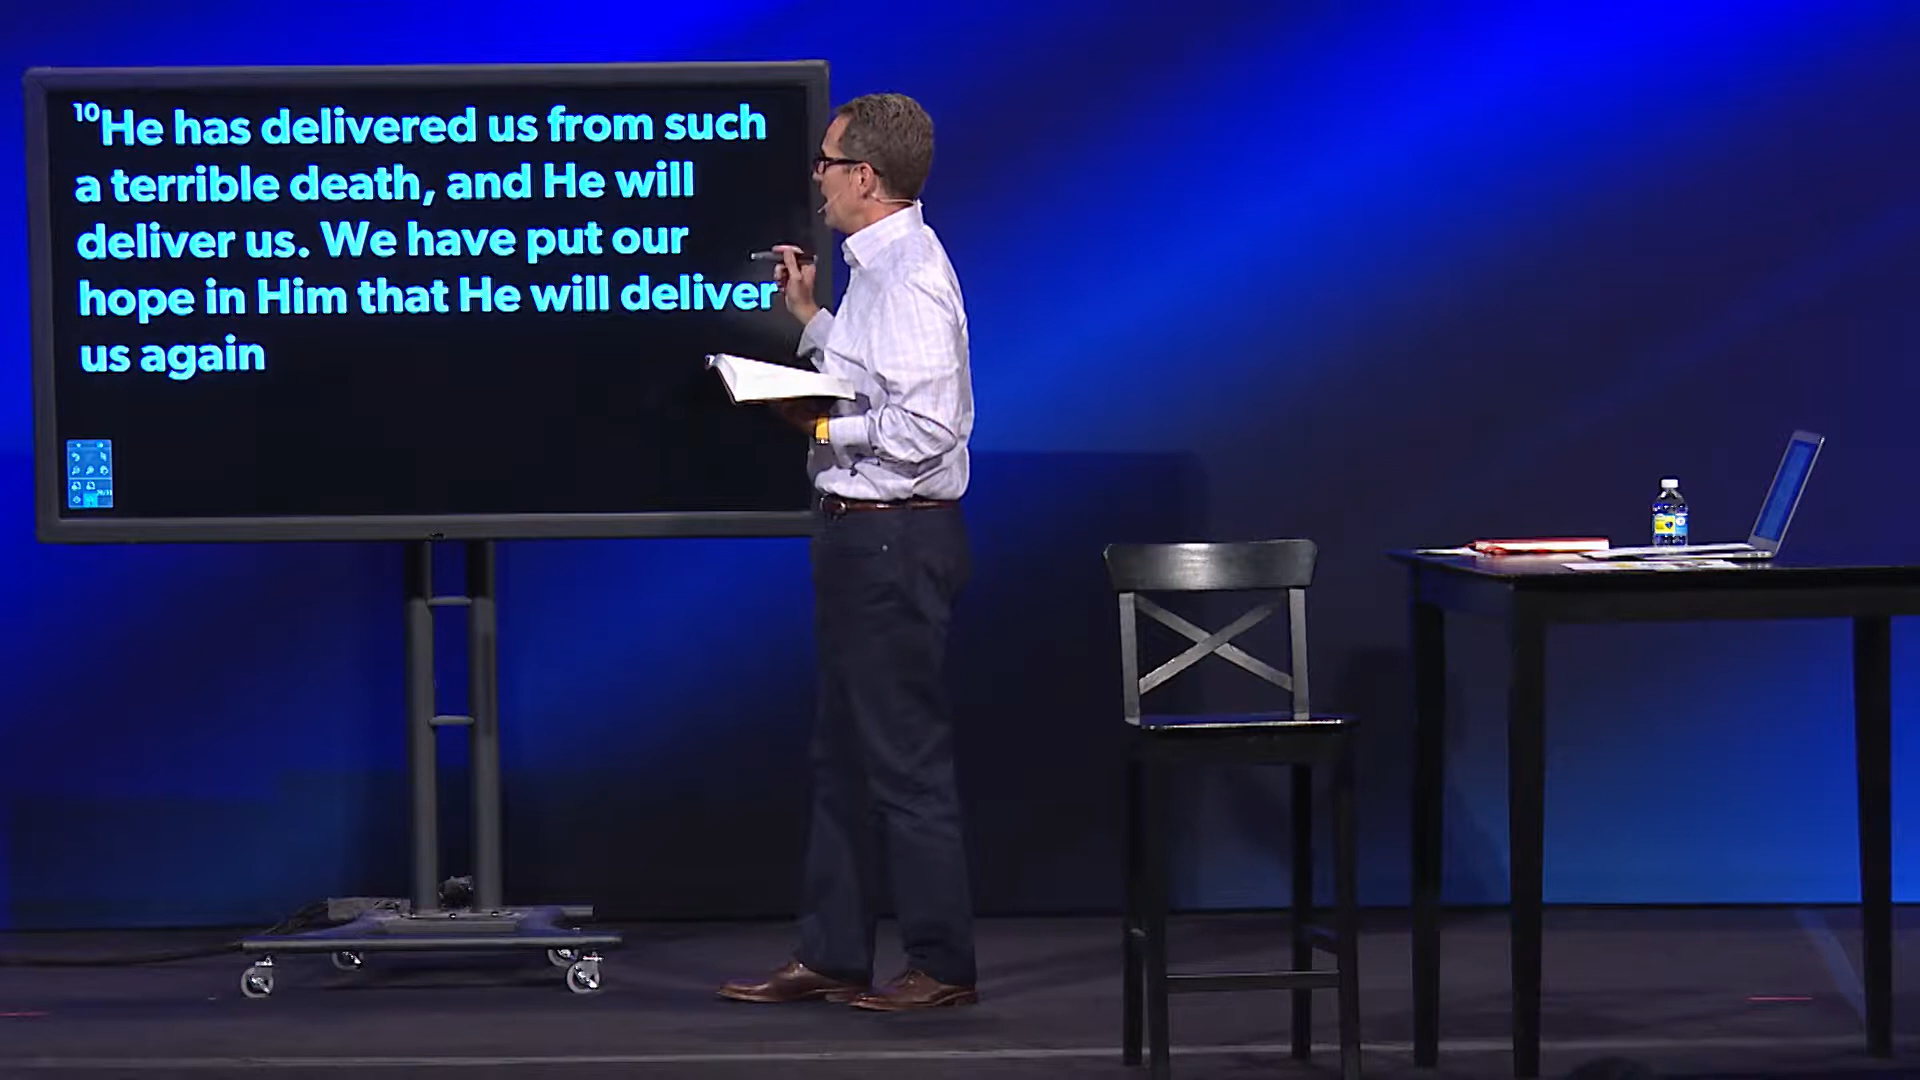 ¹⁰He has delivered us from such
a terrible death, and He will
deliver us. We have put our
hope in Him that He will deliver
us again